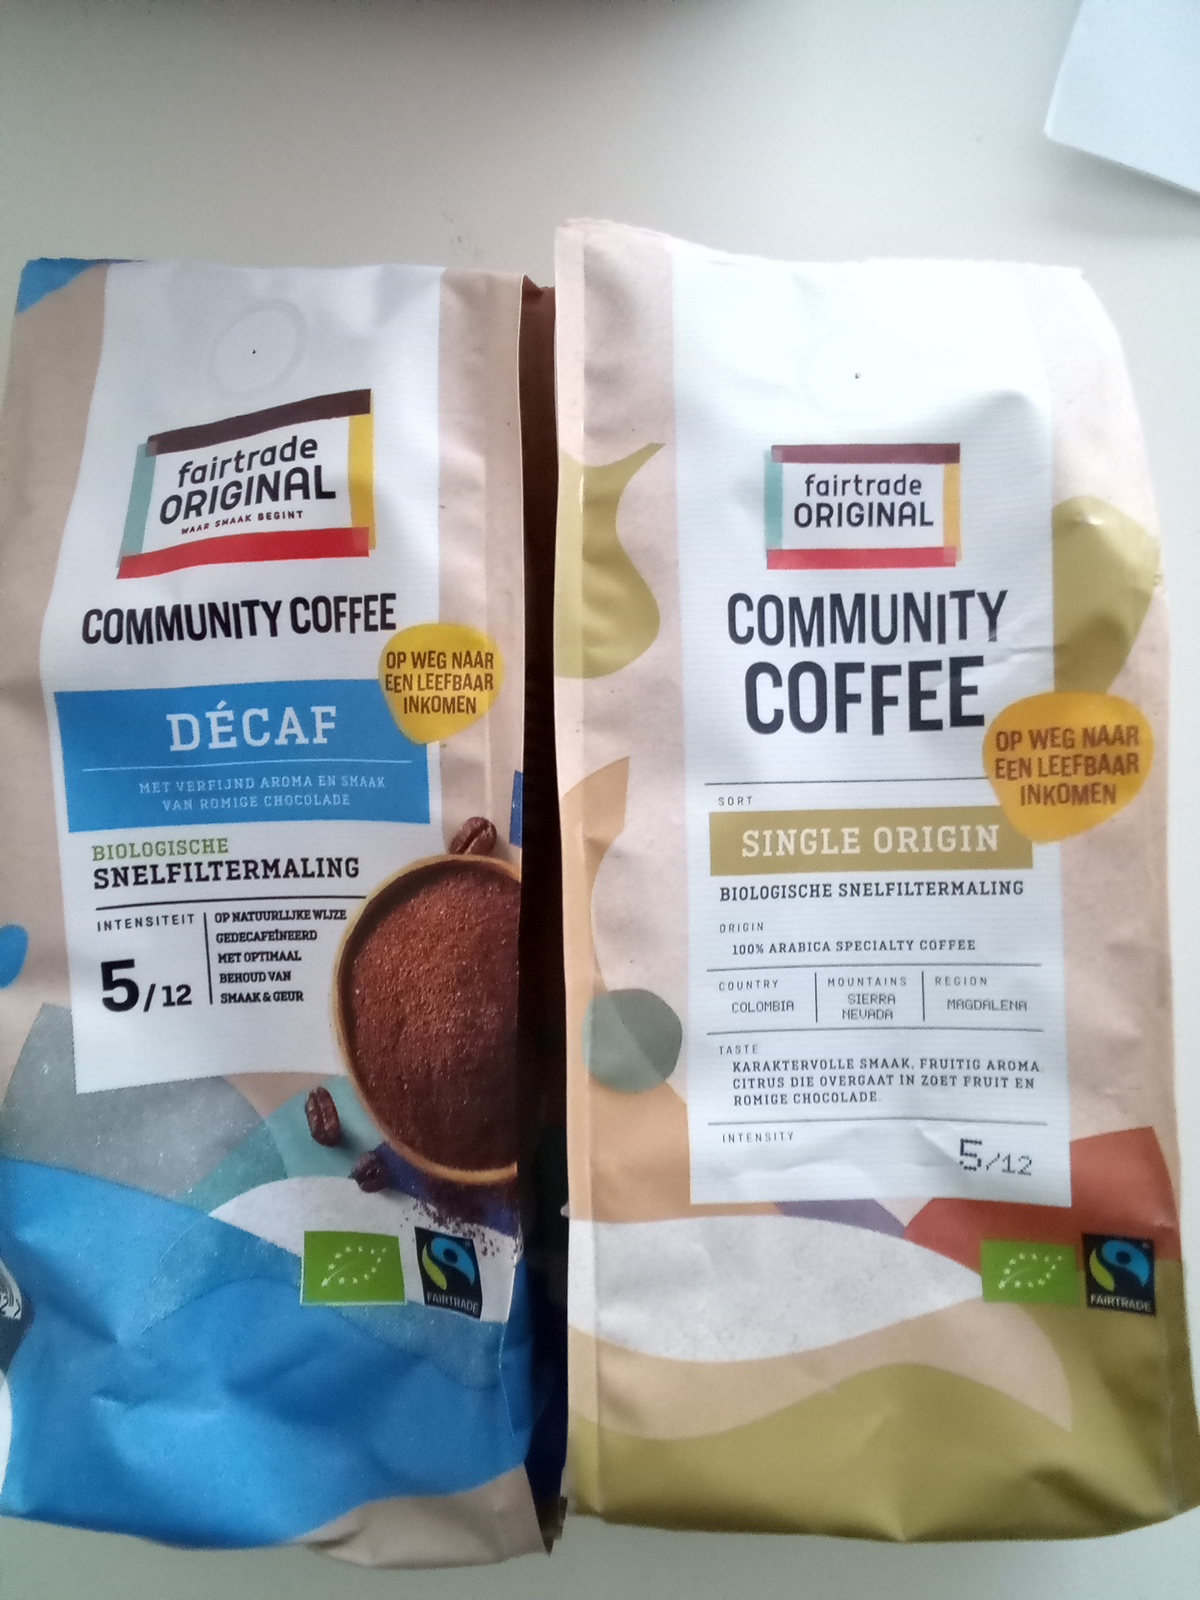 fairtrade
ORIGINAL
WAAR SMAAK BEGINT
COMMUNITY COFFEE
OP WEG NAAR
EEN LEEFBAAR
INKOMEN
DÉCAF
MET VERFIJND AROMA EN SMAAK
VAN ROMIGE CHOCOLADE
BIOLOGISCHE
SNELFILTERMALING
INTENSITEIT
5/12
OP NATUURLIJKE WIJZE
GEDECAFEÏNEERD
MET OPTIMAAL
BEHOUD VAN
SMAAK & GEUR
FAIRTRADE
fairtrade
ORIGINAL
COMMUNITY
COFFEE
OP WEG NAAR
EEN LEEFBAAR
INKOMEN
SORT
SINGLE ORIGIN
BIOLOGISCHE SNELFILTERMALING
ORIGIN
100% ARABICA SPECIALTY COFFEE
COUNTRY
COLOMBIA
MOUNTAINS
SIERRA
NEVADA
REGION
MAGDALENA
TASTE
KARAKTERVOLLE SMAAK, FRUITIG AROMA,
CITRUS DIE OVERGAAT IN ZOET FRUIT EN
ROMIGE CHOCOLADE.
INTENSITY
5/12
FAIRTRADE